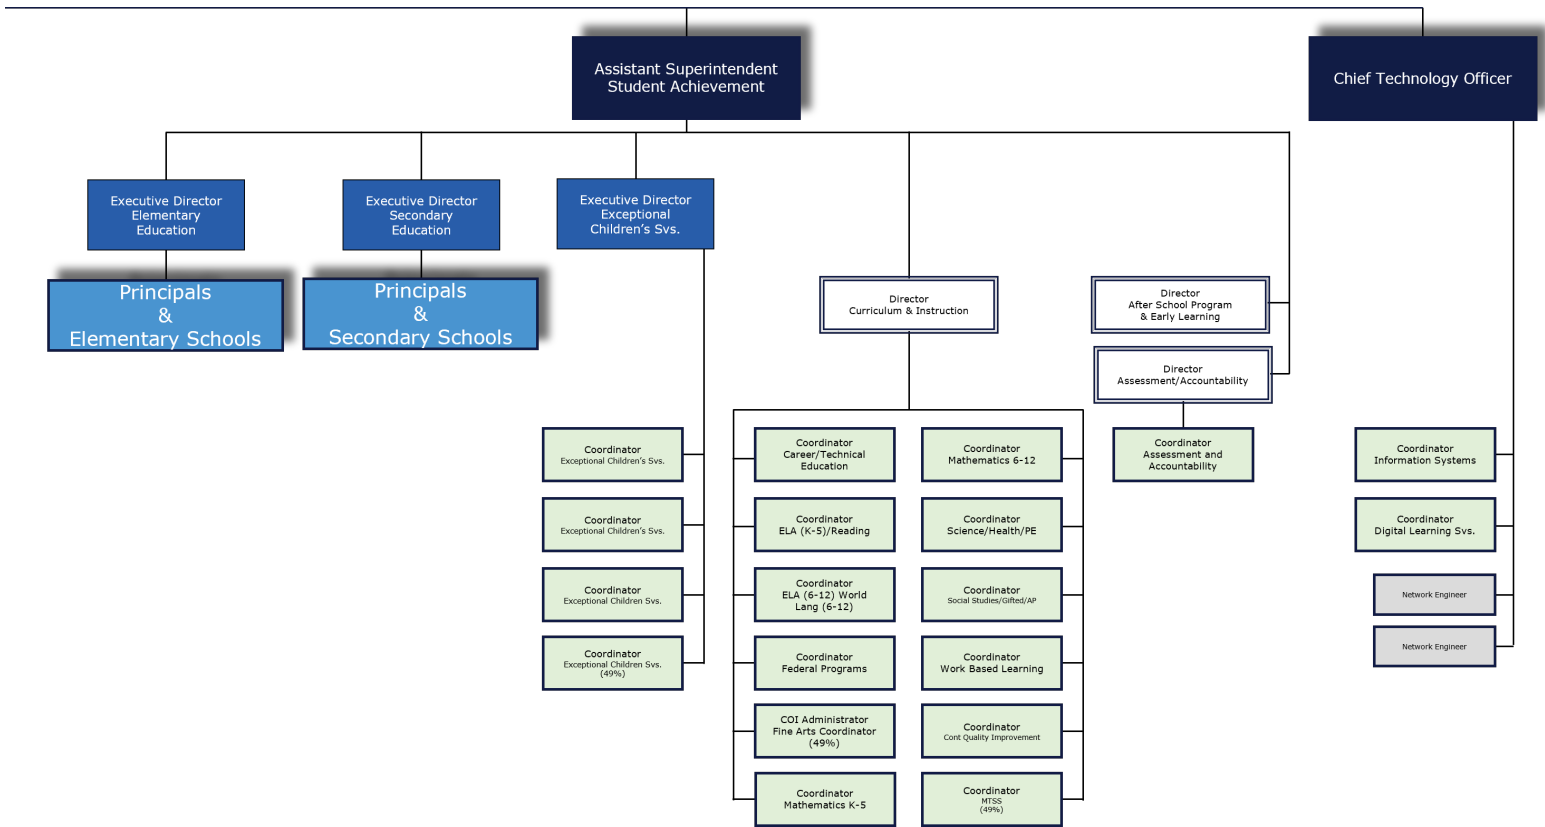 Assistant Superintendent
Student Achievement
Chief Technology Officer
Executive Director
Elementary
Education
Executive Director
Secondary
Education
Executive Director
Exceptional
Children’s Svs.
Principals
&
Elementary Schools
Principals
&
Secondary Schools
Director
Curriculum & Instruction
Director
After School Program
& Early Learning
Director
Assessment/Accountability
Coordinator
Exceptional Children’s Svs.
Coordinator
Career/Technical
Education
Coordinator
Mathematics 6-12
Coordinator
Assessment and
Accountability
Coordinator
Information Systems
Coordinator
Exceptional Children’s Svs.
Coordinator
ELA (K-5)/Reading
Coordinator
Science/Health/PE
Coordinator
Digital Learning Svs.
Coordinator
Exceptional Children Svs.
Coordinator
ELA (6-12) World
Lang (6-12)
Coordinator
Social Studies/Gifted/AP
Network Engineer
Coordinator
Exceptional Children Svs.
(49%)
Coordinator
Federal Programs
Coordinator
Work Based Learning
Network Engineer
COI Administrator
Fine Arts Coordinator
(49%)
Coordinator
Cont Quality Improvement
Coordinator
Mathematics K-5
Coordinator
MTSS
(49%)